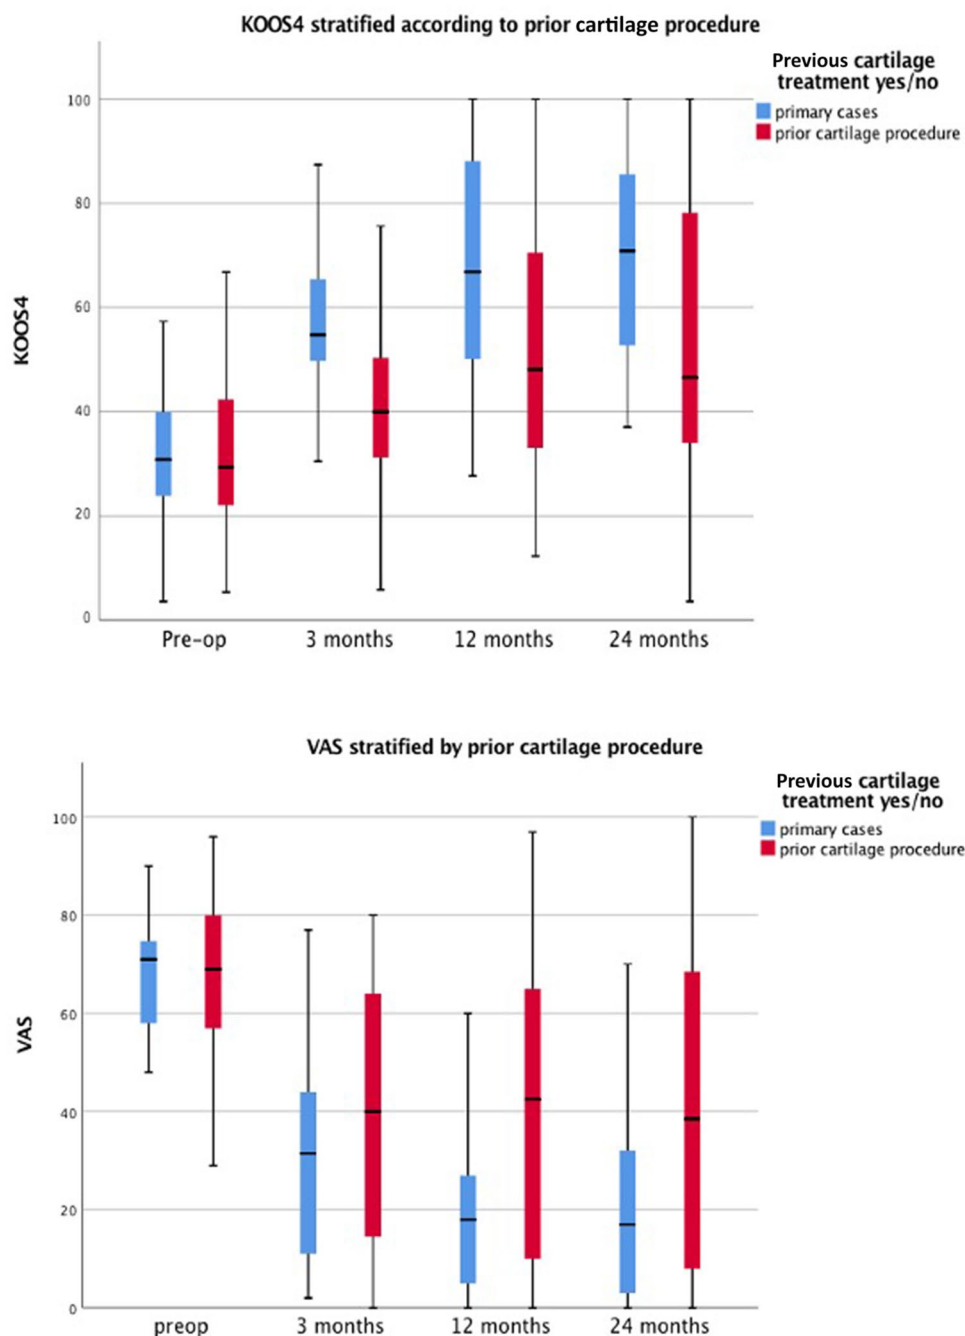 KOOS4 stratified according to prior cartilage procedure
Previous cartilage
treatment yes/no
primary cases
prior cartilage procedure
100
80
60
40
20
0
KOOS4
Pre-op 3 months 12 months 24 months
VAS stratified by prior cartilage procedure
Previous cartilage
treatment yes/no
primary cases
prior cartilage procedure
100
80
60
40
20
0
VAS
preop 3 months 12 months 24 months